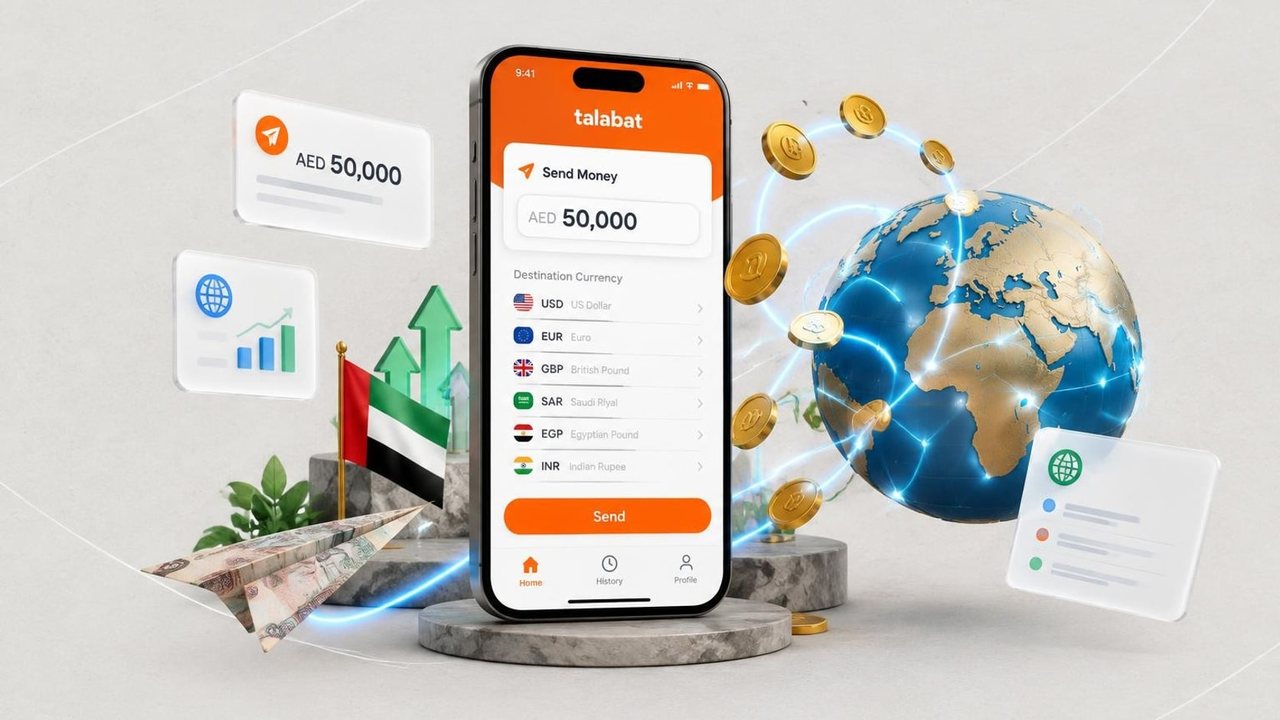 AED 50,000
9:41
talabat
Send Money
AED 50,000
Destination Currency
USD US Dollar
EUR Euro
GBP British Pound
SAR Saudi Riyal
EGP Egyptian Pound
INR Indian Rupee
Send
Home
History
Profile